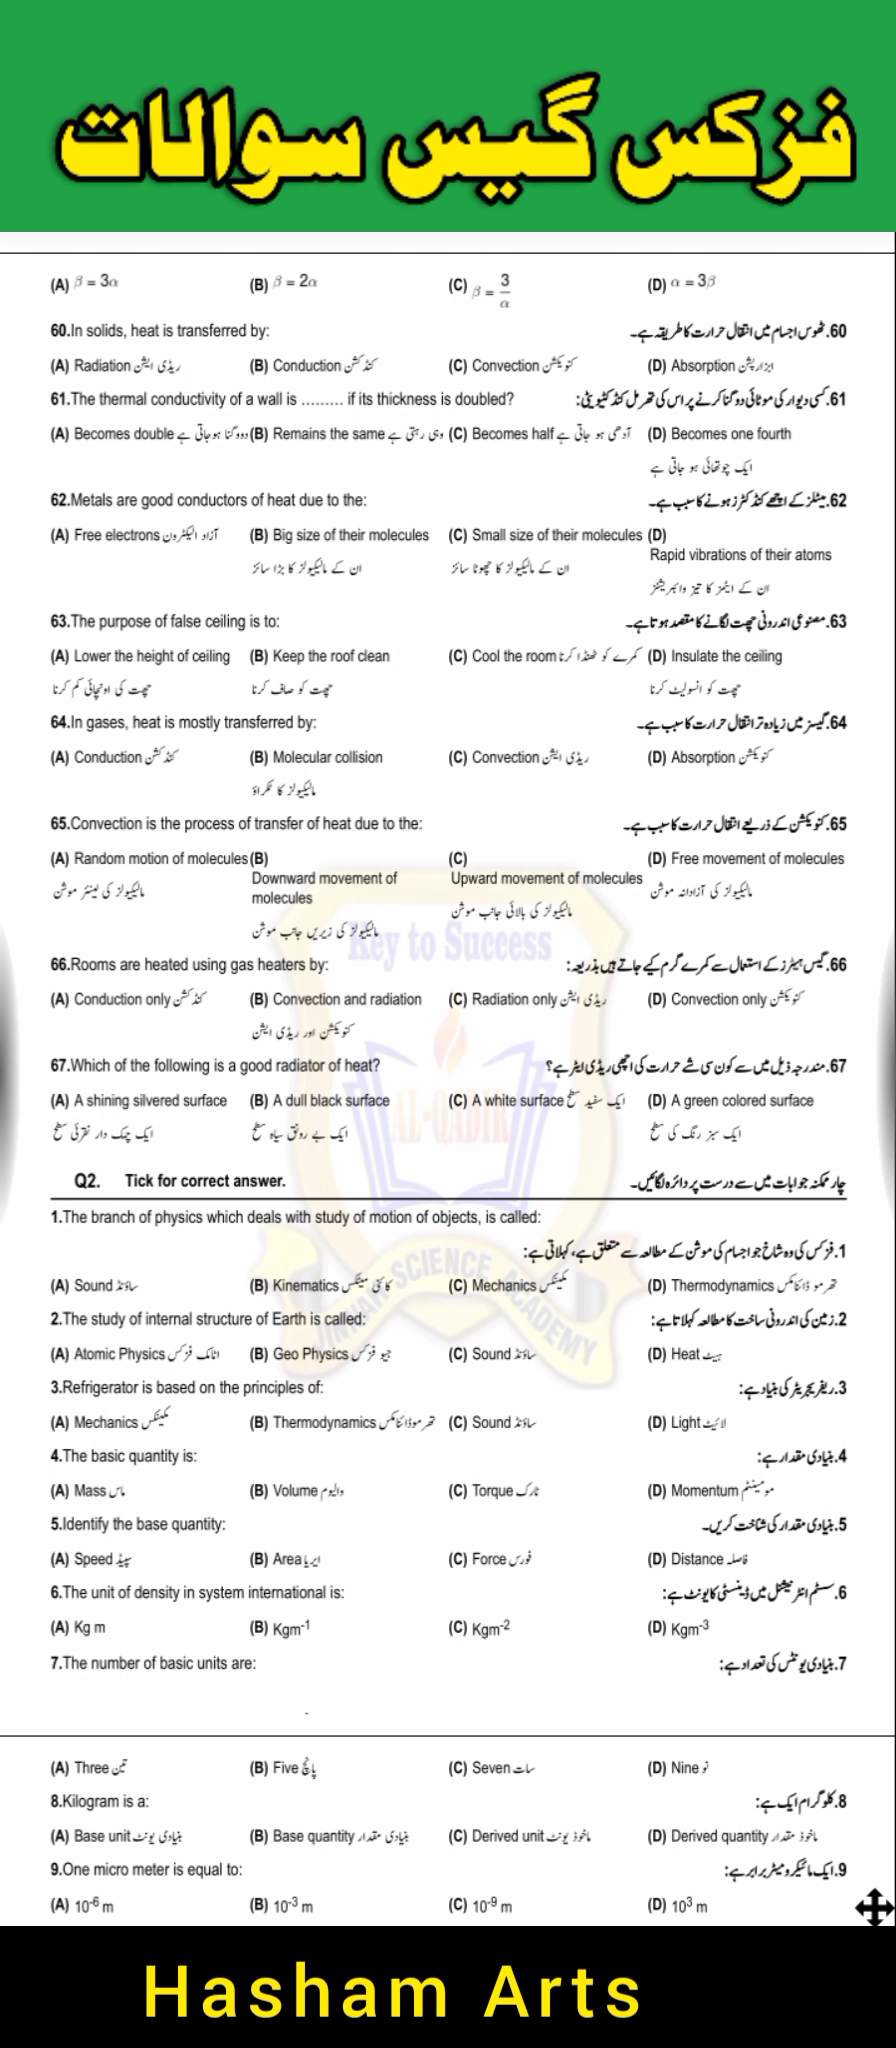 فزکس گیس سوالات
(A) β = 3α (B) β = 2α (C) β = 3/α (D) α = 3β
60.In solids, heat is transferred by: 60.ٹھوس اجسام میں انتقال حرارت کا طریقہ ہے۔
(A) Radiation ریڈی ایشن (B) Conduction کنڈکشن (C) Convection کنویکشن (D) Absorption ابزارپشن
61.The thermal conductivity of a wall is ......... if its thickness is doubled? 61.کسی دیوار کی موٹائی دوگنا کرنے پر اس کی تھرمل کنڈکٹیویٹی:
(A) Becomes double دوگنا ہو جاتی ہے (B) Remains the same وہی رہتی ہے (C) Becomes half آدھی ہو جاتی ہے (D) Becomes one fourth
ایک چوتھائی ہو جاتی ہے
62.Metals are good conductors of heat due to the: 62.میٹلز کے اچھے کنڈکٹرز ہونے کا سبب ہے۔
(A) Free electrons آزاد الیکٹرون (B) Big size of their molecules (C) Small size of their molecules (D)
Rapid vibrations of their atoms
ان کے مالیکیولز کا بڑا سائز ان کے مالیکیولز کا چھوٹا سائز
ان کے ایٹمز کا تیز وائبریشنز
63.The purpose of false ceiling is to: 63.مصنوعی اندرونی چھت لگانے کا مقصد ہوتا ہے۔
(A) Lower the height of ceiling (B) Keep the roof clean (C) Cool the room کمرے کو ٹھنڈا کرنا (D) Insulate the ceiling
چھت کی اونچائی کم کرنا چھت کو صاف کرنا چھت کو انسولیٹ کرنا
64.In gases, heat is mostly transferred by: 64.گیسز میں زیادہ تر انتقال حرارت کا سبب ہے۔
(A) Conduction کنڈکشن (B) Molecular collision (C) Convection ریڈی ایشن (D) Absorption کنویکشن
مالیکیولز کا ٹکراؤ
65.Convection is the process of transfer of heat due to the: 65.کنویکشن کے ذریعے انتقال حرارت کا سبب ہے۔
(A) Random motion of molecules (B) (C) (D) Free movement of molecules
Downward movement of molecules Upward movement of molecules
مالیکیولز کی لینئر موشن مالیکیولز کی زیریں جانب موشن مالیکیولز کی بالائی جانب موشن مالیکیولز کی آزادانہ موشن
Key to Success
66.Rooms are heated using gas heaters by: 66.گیس ہیٹرز کے استعمال سے کمرے گرم کیے جاتے ہیں بذریعہ:
(A) Conduction only کنڈکشن (B) Convection and radiation (C) Radiation only ریڈی ایشن (D) Convection only کنویکشن
کنویکشن اور ریڈی ایشن
67.Which of the following is a good radiator of heat? 67.مندرجہ ذیل میں سے کون سی شے حرارت کی اچھی ریڈی ایٹر ہے؟
(A) A shining silvered surface (B) A dull black surface (C) A white surface ایک سفید سطح (D) A green colored surface
AL-QADIR
ایک چمک دار نقرئی سطح ایک بے رونق سیاہ سطح ایک سبز رنگ کی سطح
Q2. Tick for correct answer. چار ممکنہ جوابات میں سے درست پر دائرہ لگائیں۔
1.The branch of physics which deals with study of motion of objects, is called:
1.فزکس کی وہ شاخ جو اجسام کی موشن کے مطالعہ سے متعلق ہے، کہلاتی ہے:
JINNAH SCIENCE ACADEMY
(A) Sound ساؤنڈ (B) Kinematics کائنی میٹکس (C) Mechanics مکینکس (D) Thermodynamics تھرمو ڈائنامکس
2.The study of internal structure of Earth is called: 2.زمین کی اندرونی ساخت کا مطالعہ کہلاتا ہے:
(A) Atomic Physics اٹامک فزکس (B) Geo Physics جیو فزکس (C) Sound ساؤنڈ (D) Heat ہیٹ
3.Refrigerator is based on the principles of: 3.ریفریجریٹر کی بنیاد ہے:
(A) Mechanics مکینکس (B) Thermodynamics تھرموڈائنامکس (C) Sound ساؤنڈ (D) Light لائیٹ
4.The basic quantity is: 4.بنیادی مقدار ہے:
(A) Mass ماس (B) Volume والیوم (C) Torque ٹارک (D) Momentum مومینٹم
5.Identify the base quantity: 5.بنیادی مقدار کی شناخت کریں۔
(A) Speed سپیڈ (B) Area ایریا (C) Force فورس (D) Distance فاصلہ
6.The unit of density in system international is: 6.سسٹم انٹرنیشنل میں ڈینسٹی کا یونٹ ہے:
(A) Kg m (B) Kgm⁻¹ (C) Kgm⁻² (D) Kgm⁻³
7.The number of basic units are: 7.بنیادی یونٹس کی تعداد ہے:
(A) Three تین (B) Five پانچ (C) Seven سات (D) Nine نو
8.Kilogram is a: 8.کلوگرام ایک ہے:
(A) Base unit بنیادی یونٹ (B) Base quantity بنیادی مقدار (C) Derived unit ماخوذ یونٹ (D) Derived quantity ماخوذ مقدار
9.One micro meter is equal to: 9.ایک مائیکرو میٹر برابر ہے:
(A) 10⁻⁶ m (B) 10⁻³ m (C) 10⁻⁹ m (D) 10³ m
Hasham Arts